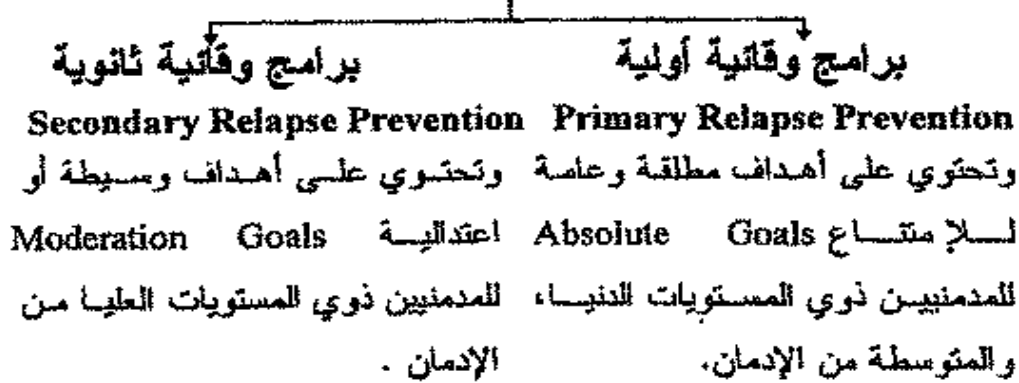 برامج وقائية أولية
Primary Relapse Prevention
وتحتوي على أهداف مطلقة وعامة
للامتناع Absolute Goals
للمدمنيين ذوي المستويات الدنيا،
والمتوسطة من الإدمان.
برامج وقائية ثانوية
Secondary Relapse Prevention
وتحتوي على أهداف وسيطة أو
اعتدالية Moderation Goals
للمدمنيين ذوي المستويات العليا من
الإدمان .